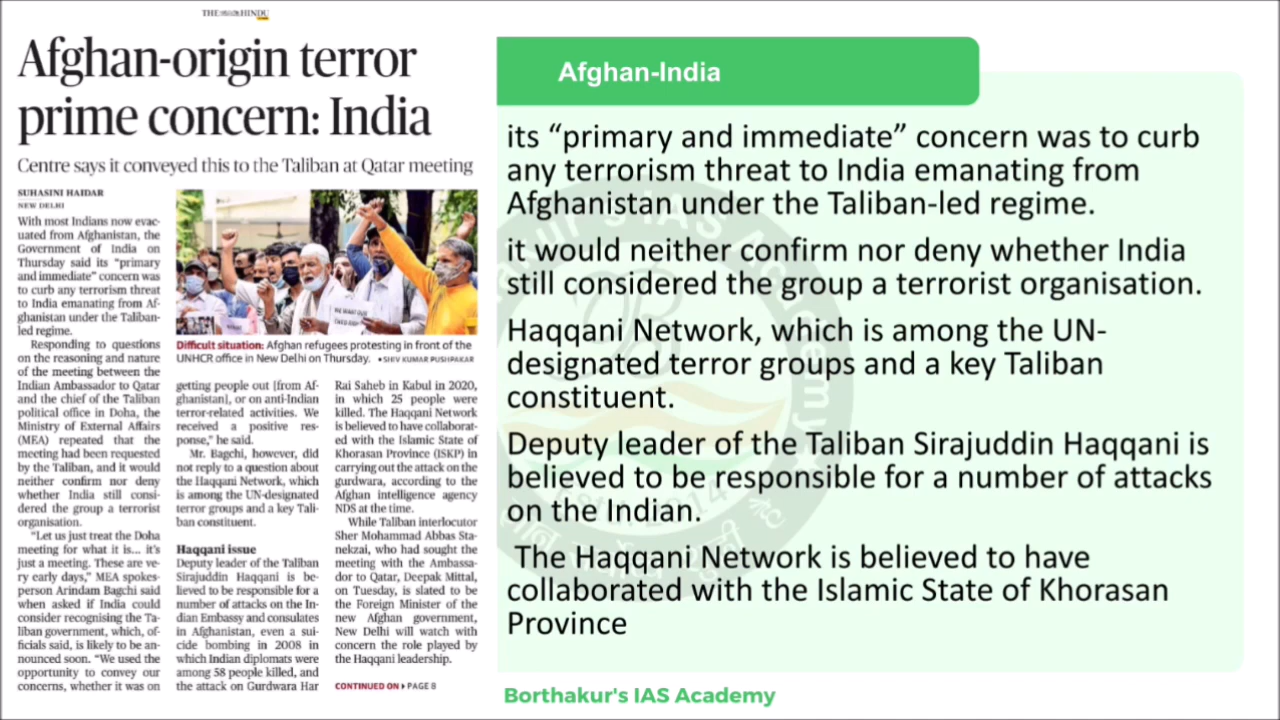 THE HINDU
Afghan-origin terror
prime concern: India
Centre says it conveyed this to the Taliban at Qatar meeting
SUHASINI HAIDAR
NEW DELHI
With most Indians now evac-
uated from Afghanistan, the
Government of India on
Thursday said its “primary
and immediate” concern was
to curb any terrorism threat
to India emanating from Af-
ghanistan under the Taliban-
led regime.
Responding to questions
on the reasoning and nature
of the meeting between the
Indian Ambassador to Qatar
and the chief of the Taliban
political office in Doha, the
Ministry of External Affairs
(MEA) repeated that the
meeting had been requested
by the Taliban, and it would
neither confirm nor deny
whether India still consi-
dered the group a terrorist
organisation.
“Let us just treat the Doha
meeting for what it is... it's
just a meeting. These are ve-
ry early days,” MEA spokes-
person Arindam Bagchi said
when asked if India could
consider recognising the Ta-
liban government, which, of-
ficials said, is likely to be an-
nounced soon. “We used the
opportunity to convey our
concerns, whether it was on
WE WANT OUR
Difficult situation: Afghan refugees protesting in front of the
UNHCR office in New Delhi on Thursday. •SHIV KUMAR PUSHPAKAR
getting people out [from Af-
ghanistan], or on anti-Indian
terror-related activities. We
received a positive res-
ponse,” he said.
Mr. Bagchi, however, did
not reply to a question about
the Haqqani Network, which
is among the UN-designated
terror groups and a key Tali-
ban constituent.
Haqqani issue
Deputy leader of the Taliban
Sirajuddin Haqqani is be-
lieved to be responsible for a
number of attacks on the In-
dian Embassy and consulates
in Afghanistan, even a sui-
cide bombing in 2008 in
which Indian diplomats were
among 58 people killed, and
the attack on Gurdwara Har
Rai Saheb in Kabul in 2020,
in which 25 people were
killed. The Haqqani Network
is believed to have collaborat-
ed with the Islamic State of
Khorasan Province (ISKP) in
carrying out the attack on the
gurdwara, according to the
Afghan intelligence agency
NDS at the time.
While Taliban interlocutor
Sher Mohammad Abbas Sta-
nekzai, who had sought the
meeting with the Ambassa-
dor to Qatar, Deepak Mittal,
on Tuesday, is slated to be
the Foreign Minister of the
new Afghan government,
New Delhi will watch with
concern the role played by
the Haqqani leadership.
CONTINUED ON PAGE 8
Afghan-India
its “primary and immediate” concern was to curb
any terrorism threat to India emanating from
Afghanistan under the Taliban-led regime.
it would neither confirm nor deny whether India
still considered the group a terrorist organisation.
Haqqani Network, which is among the UN-
designated terror groups and a key Taliban
constituent.
Deputy leader of the Taliban Sirajuddin Haqqani is
believed to be responsible for a number of attacks
on the Indian.
The Haqqani Network is believed to have
collaborated with the Islamic State of Khorasan
Province
Borthakur's IAS Academy